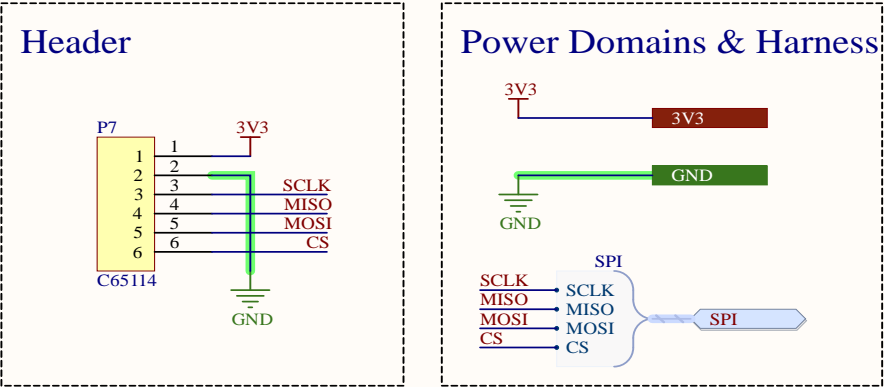 Header
P7
3V3
1 1
2 2
3 3 SCLK
4 4 MISO
5 5 MOSI
6 6 CS
C65114
GND
Power Domains & Harness
3V3
3V3
GND
GND
SPI
SCLK SCLK
MISO MISO
MOSI MOSI
CS CS
SPI